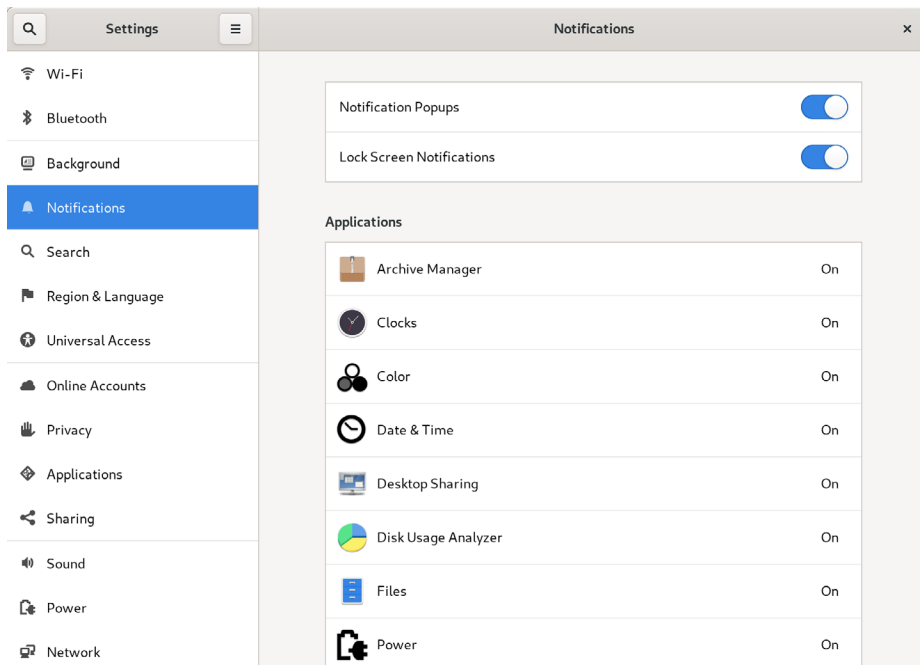 Settings
Notifications
Wi-Fi
Bluetooth
Background
Notifications
Search
Region & Language
Universal Access
Online Accounts
Privacy
Applications
Sharing
Sound
Power
Network
Notification Popups
Lock Screen Notifications
Applications
Archive Manager On
Clocks On
Color On
Date & Time On
Desktop Sharing On
Disk Usage Analyzer On
Files On
Power On